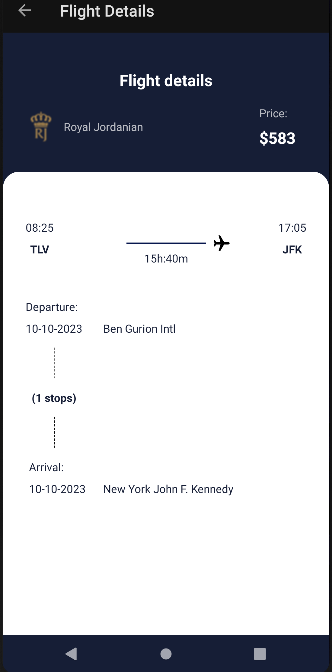 Flight Details
Flight details
RJ
Royal Jordanian
Price:
$583
08:25
17:05
TLV
JFK
15h:40m
Departure:
10-10-2023 Ben Gurion Intl
(1 stops)
Arrival:
10-10-2023 New York John F. Kennedy